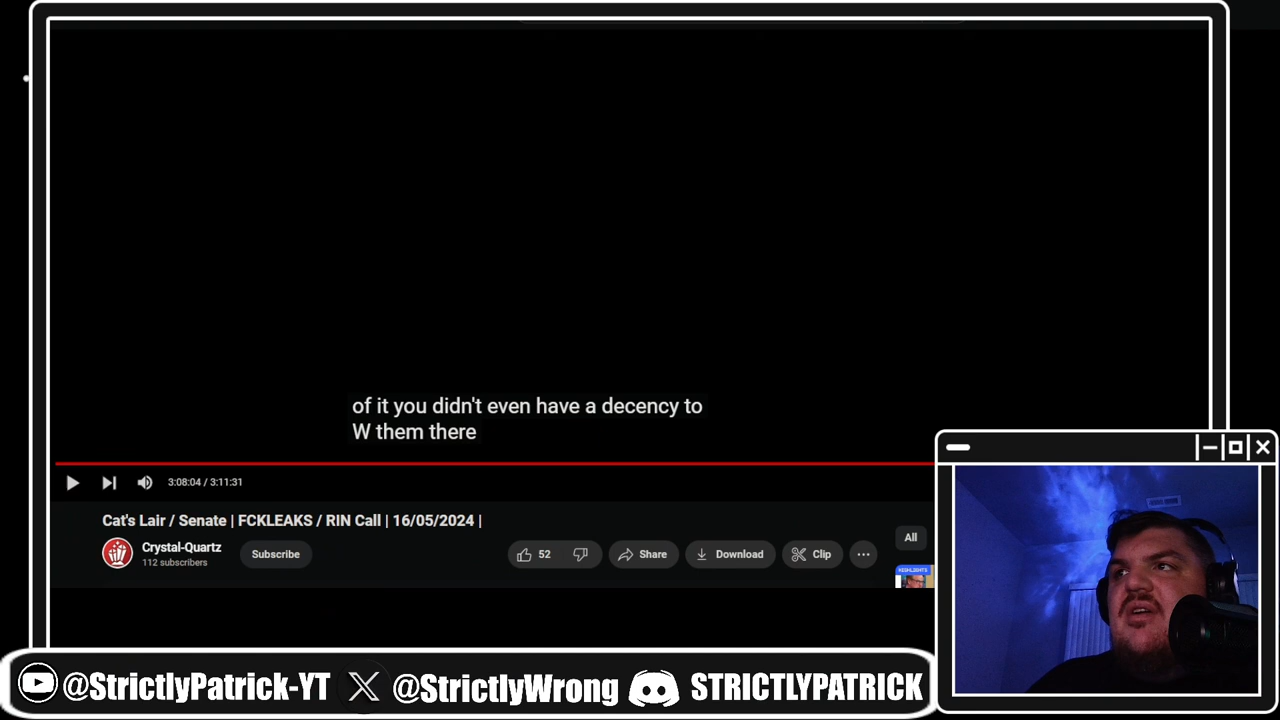 of it you didn't even have a decency to
W them there
3:08:04 / 3:11:31
Cat's Lair / Senate | FCKLEAKS / RIN Call | 16/05/2024 |
Crystal-Quartz
112 subscribers
Subscribe
52
Share
Download
Clip
All
HIGHLIGHTS
@StrictlyPatrick-YT
@StrictlyWrong
STRICTLYPATRICK